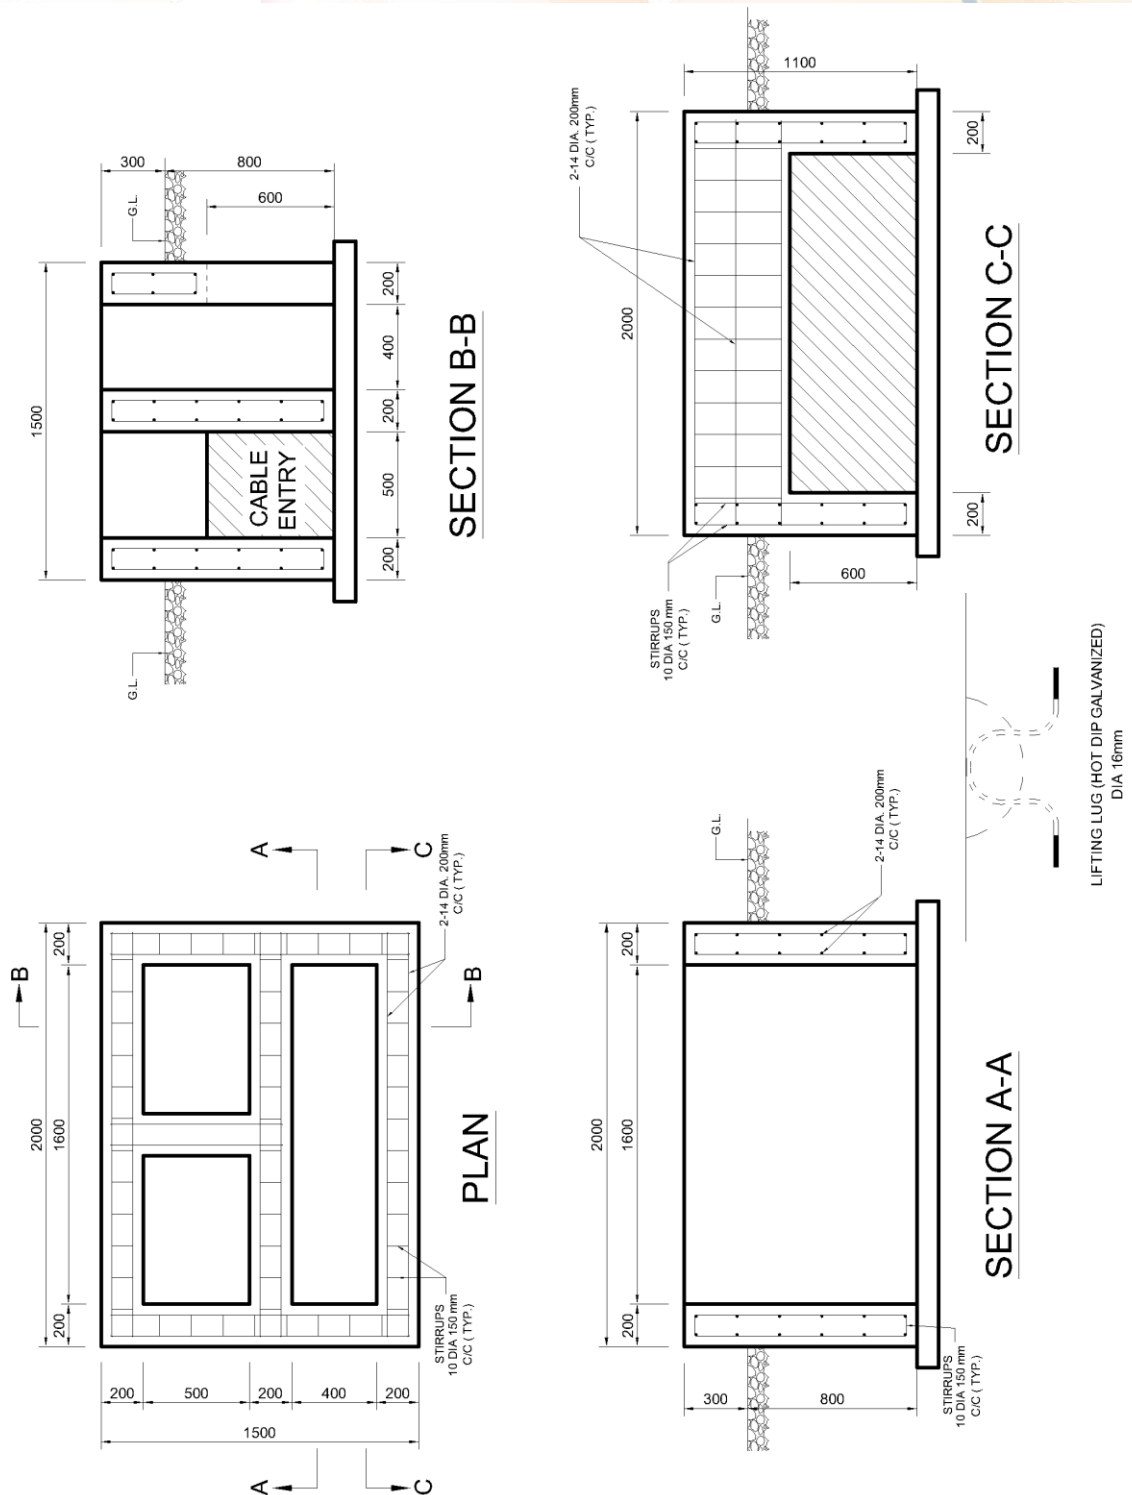 1500
300
800
600
G.L.
G.L.
200
500
200
400
200
CABLE
ENTRY
SECTION B-B
1100
2000
2-14 DIA. 200mm
C/C ( TYP.)
200
200
600
STIRRUPS
10 DIA 150 mm
C/C ( TYP.)
G.L.
SECTION C-C
2000
200
1600
200
200
500
200
400
200
1500
A
A
B
B
C
C
STIRRUPS
10 DIA 150 mm
C/C ( TYP.)
2-14 DIA. 200mm
C/C ( TYP.)
PLAN
2000
200
1600
200
300
800
G.L.
2-14 DIA. 200mm
C/C ( TYP.)
STIRRUPS
10 DIA 150 mm
C/C ( TYP.)
SECTION A-A
LIFTING LUG (HOT DIP GALVANIZED)
DIA 16mm